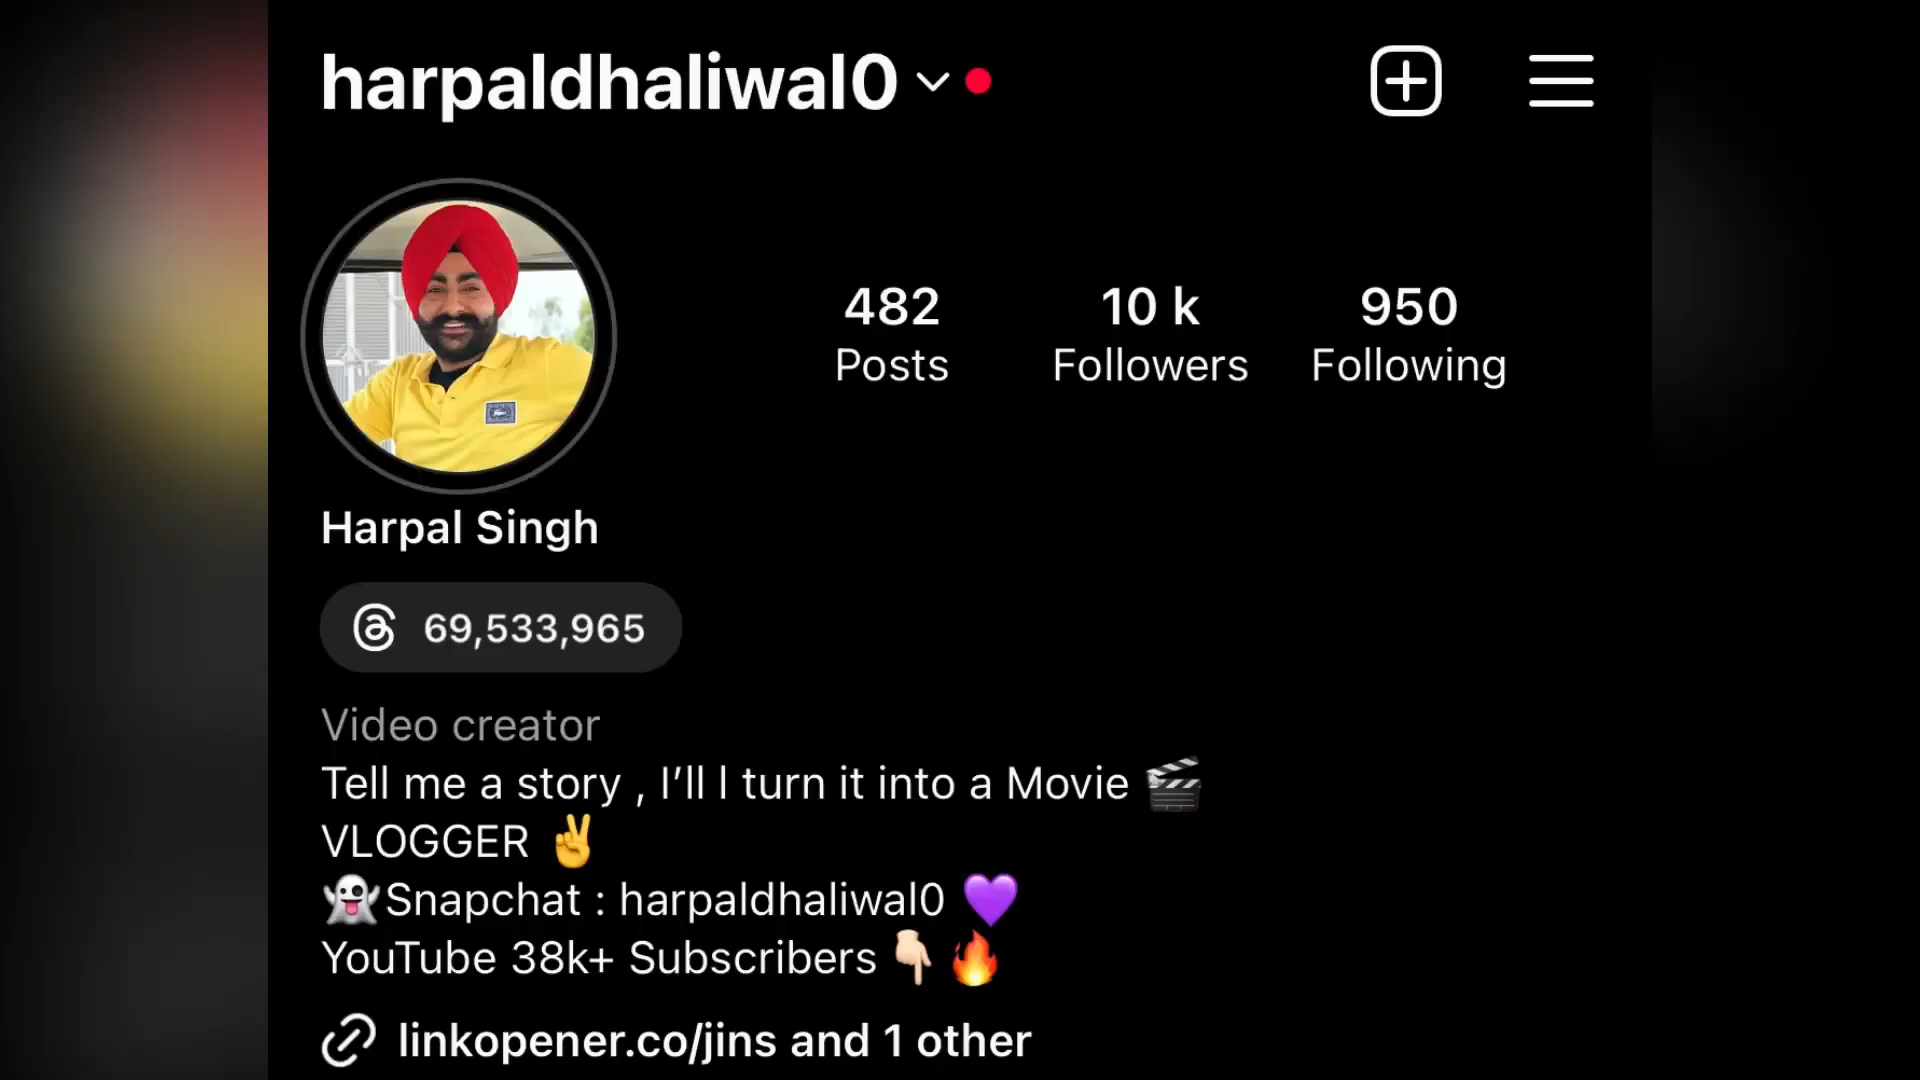 harpaldhaliwal0
482 10 k 950
Posts Followers Following
Harpal Singh
69,533,965
Video creator
Tell me a story , I’ll I turn it into a Movie 🎬
VLOGGER ✌️
👻Snapchat : harpaldhaliwal0 💜
YouTube 38k+ Subscribers 👇🏻🔥
linkopener.co/jins and 1 other